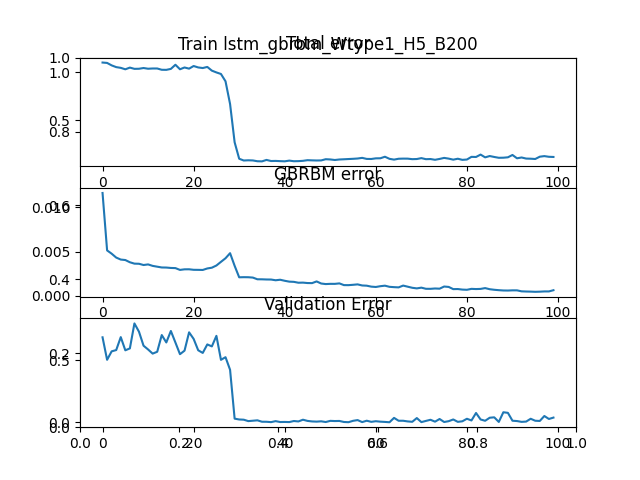 Train lstm_gbrbm_Wtype1_H5_B200
Total error
1.0
1.0
0.5
0.8
0 20 40 60 80 100
GBRBM error
0.6
0.010
0.005
0.4
0.000
0 20 40 60 80 100
Validation Error
0.2
0.5
0.0
0.0
0 20 40 60 80 100
0.0 0.2 0.4 0.6 0.8 1.0